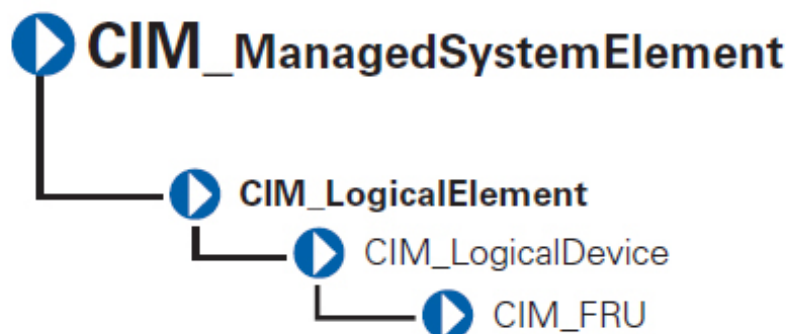 CIM_ManagedSystemElement
CIM_LogicalElement
CIM_LogicalDevice
CIM_FRU